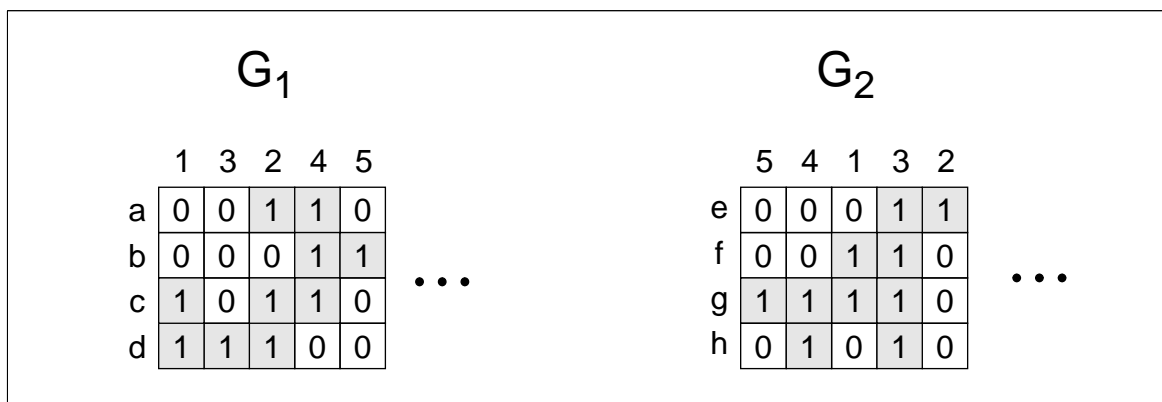 G1 G2
1 3 2 4 5 5 4 1 3 2
a 0 0 1 1 0 e 0 0 0 1 1
b 0 0 0 1 1 f 0 0 1 1 0
c 1 0 1 1 0 ... g 1 1 1 1 0 ...
d 1 1 1 0 0 h 0 1 0 1 0